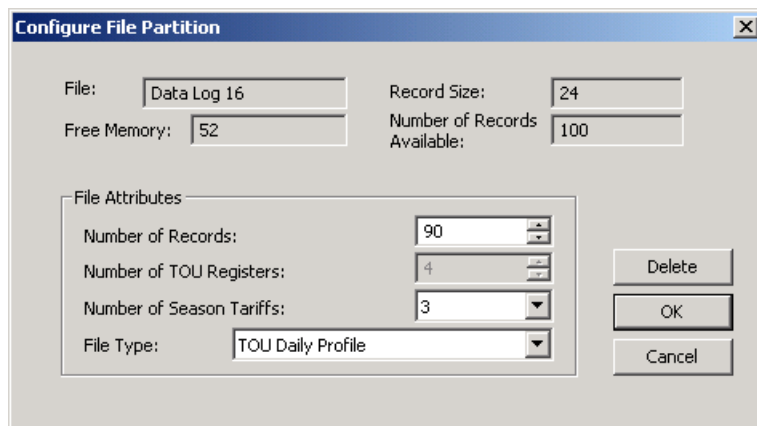 Configure File Partition
File: Data Log 16
Record Size: 24
Free Memory: 52
Number of Records Available: 100
File Attributes
Number of Records: 90
Number of TOU Registers: 4
Number of Season Tariffs: 3
File Type: TOU Daily Profile
Delete
OK
Cancel